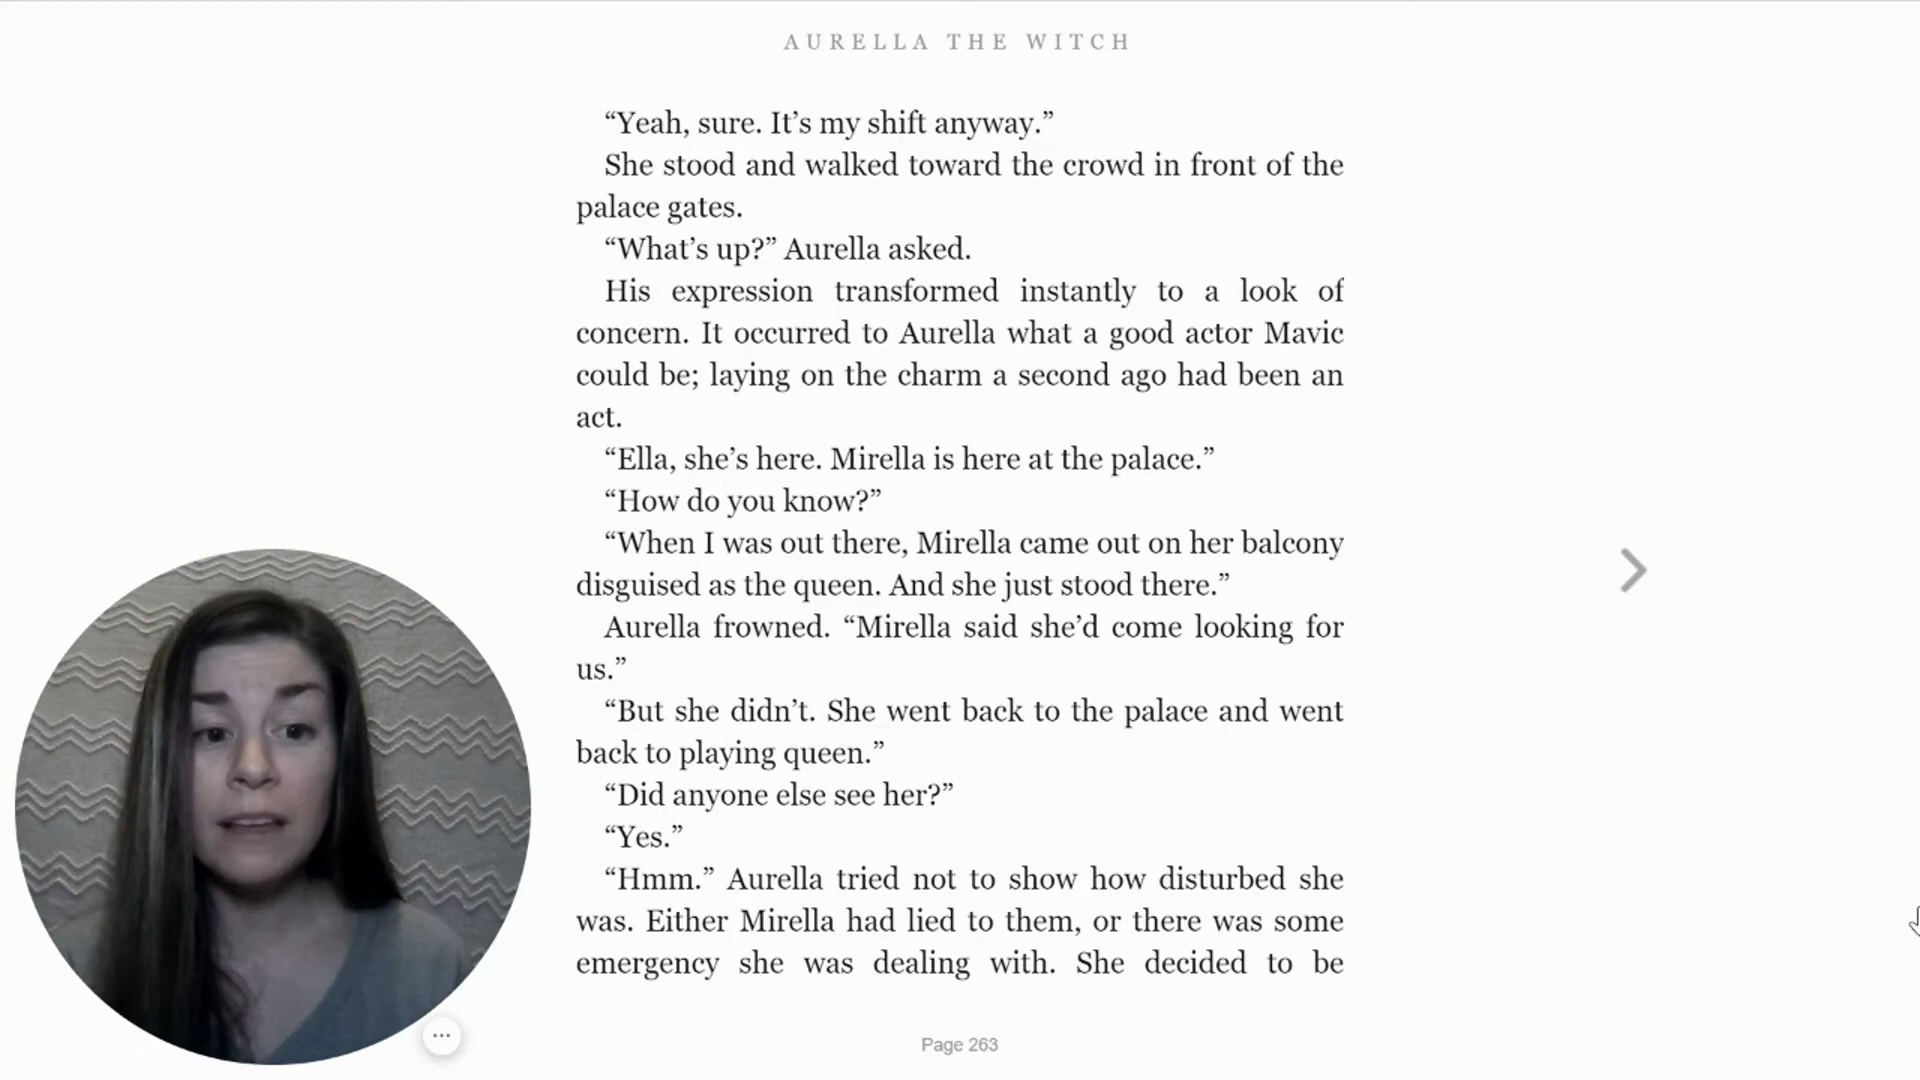 AURELLA THE WITCH
“Yeah, sure. It’s my shift anyway.”
She stood and walked toward the crowd in front of the
palace gates.
“What’s up?” Aurella asked.
His expression transformed instantly to a look of
concern. It occurred to Aurella what a good actor Mavic
could be; laying on the charm a second ago had been an
act.
“Ella, she’s here. Mirella is here at the palace.”
“How do you know?”
“When I was out there, Mirella came out on her balcony
disguised as the queen. And she just stood there.”
Aurella frowned. “Mirella said she’d come looking for
us.”
“But she didn’t. She went back to the palace and went
back to playing queen.”
“Did anyone else see her?”
“Yes.”
“Hmm.” Aurella tried not to show how disturbed she
was. Either Mirella had lied to them, or there was some
emergency she was dealing with. She decided to be
Page 263